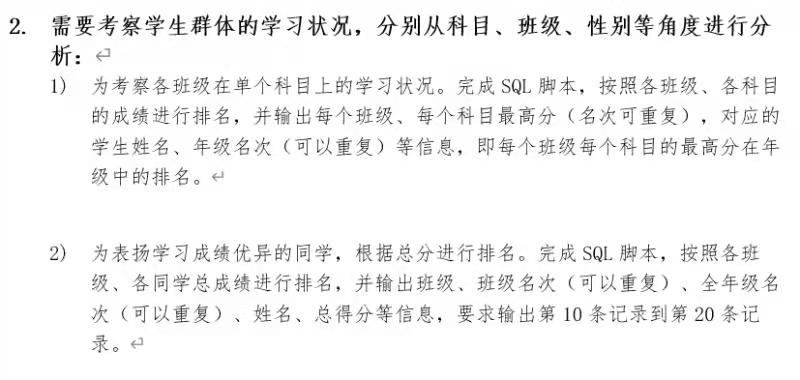 2. 需要考察学生群体的学习状况，分别从科目、班级、性别等角度进行分
析：
1) 为考察各班级在单个科目上的学习状况。完成 SQL 脚本，按照各班级、各科目
的成绩进行排名，并输出每个班级、每个科目最高分（名次可重复），对应的
学生姓名、年级名次（可以重复）等信息，即每个班级每个科目的最高分在年
级中的排名。
2) 为表扬学习成绩优异的同学，根据总分进行排名。完成 SQL 脚本，按照各班
级、各同学总成绩进行排名，并输出班级、班级名次（可以重复）、全年级名
次（可以重复）、姓名、总得分等信息，要求输出第 10 条记录到第 20 条记
录。